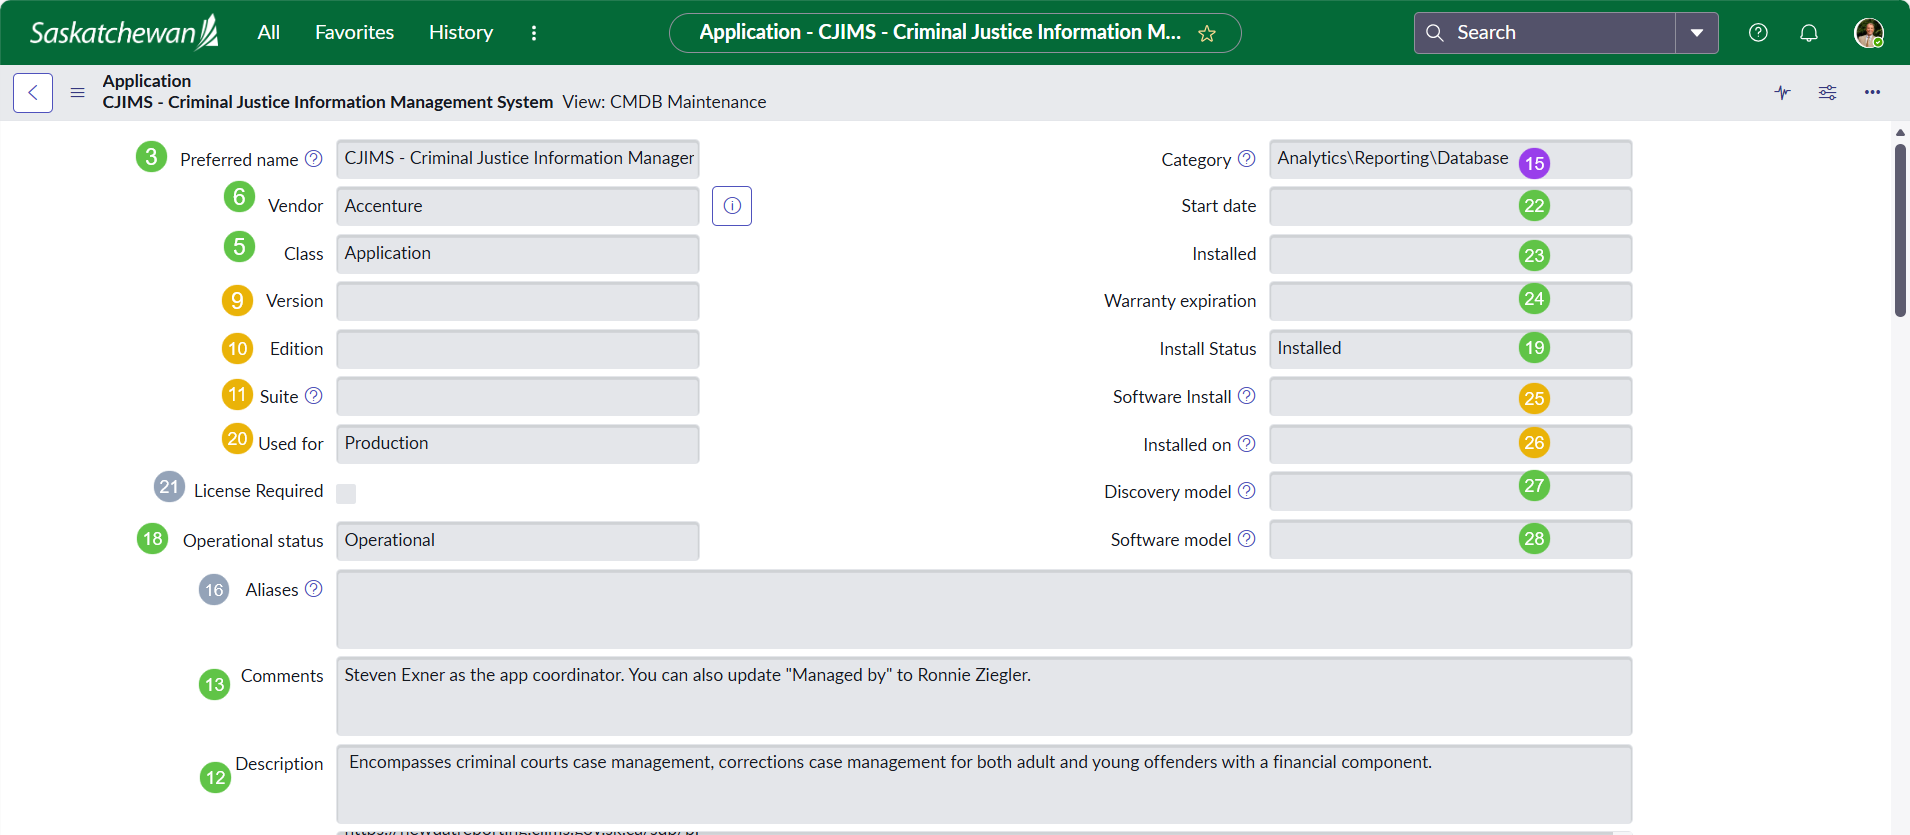 Saskatchewan All Favorites History Application - CJIMS - Criminal Justice Information M... Search
Application
CJIMS - Criminal Justice Information Management System View: CMDB Maintenance
3 Preferred name CJIMS - Criminal Justice Information Manager
Category Analytics\Reporting\Database 15
6 Vendor Accenture
Start date 22
5 Class Application
Installed 23
9 Version
Warranty expiration 24
10 Edition
Install Status Installed 19
11 Suite
Software Install 25
20 Used for Production
Installed on 26
21 License Required
Discovery model 27
18 Operational status Operational
Software model 28
16 Aliases
13 Comments Steven Exner as the app coordinator. You can also update "Managed by" to Ronnie Ziegler.
12 Description Encompasses criminal courts case management, corrections case management for both adult and young offenders with a financial component.